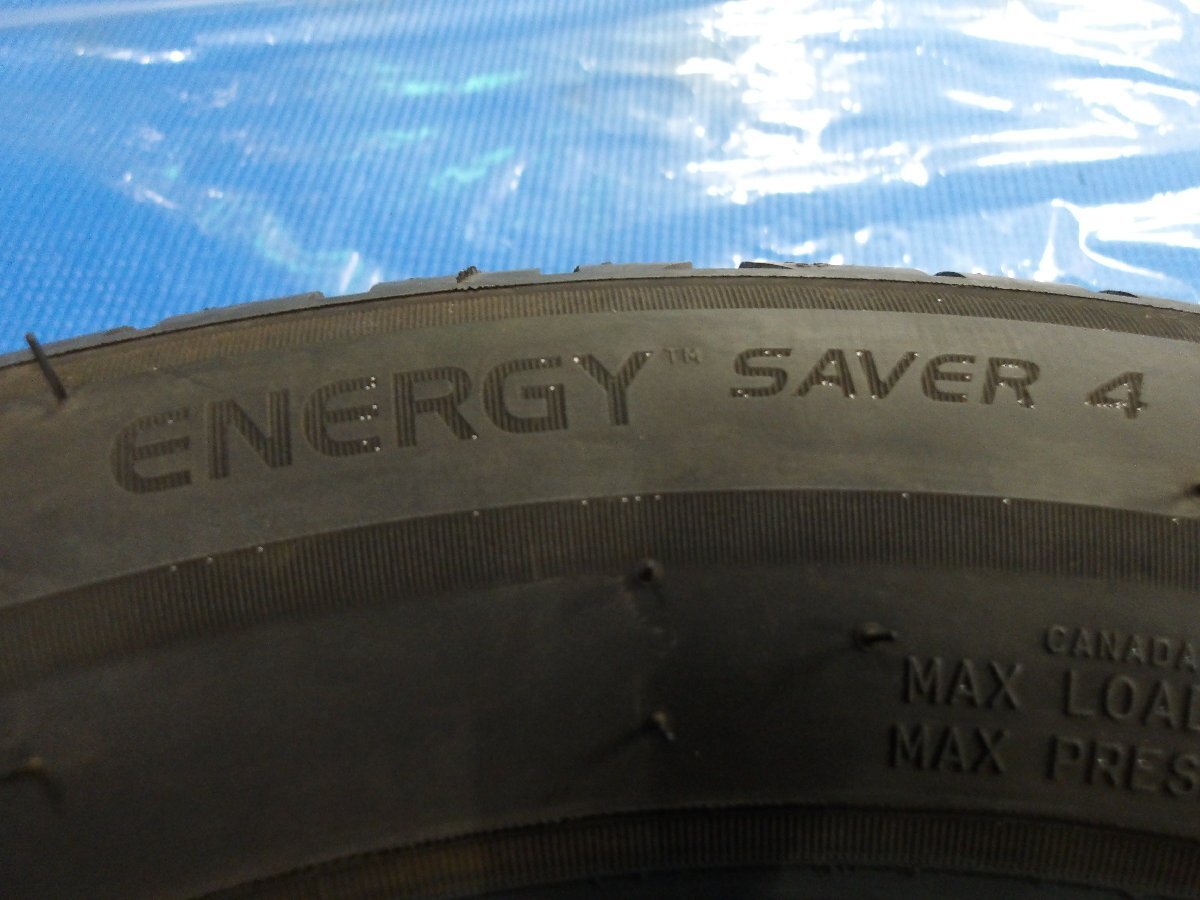 ENERGY™ SAVER 4
CANADA
MAX LOAD
MAX PRES